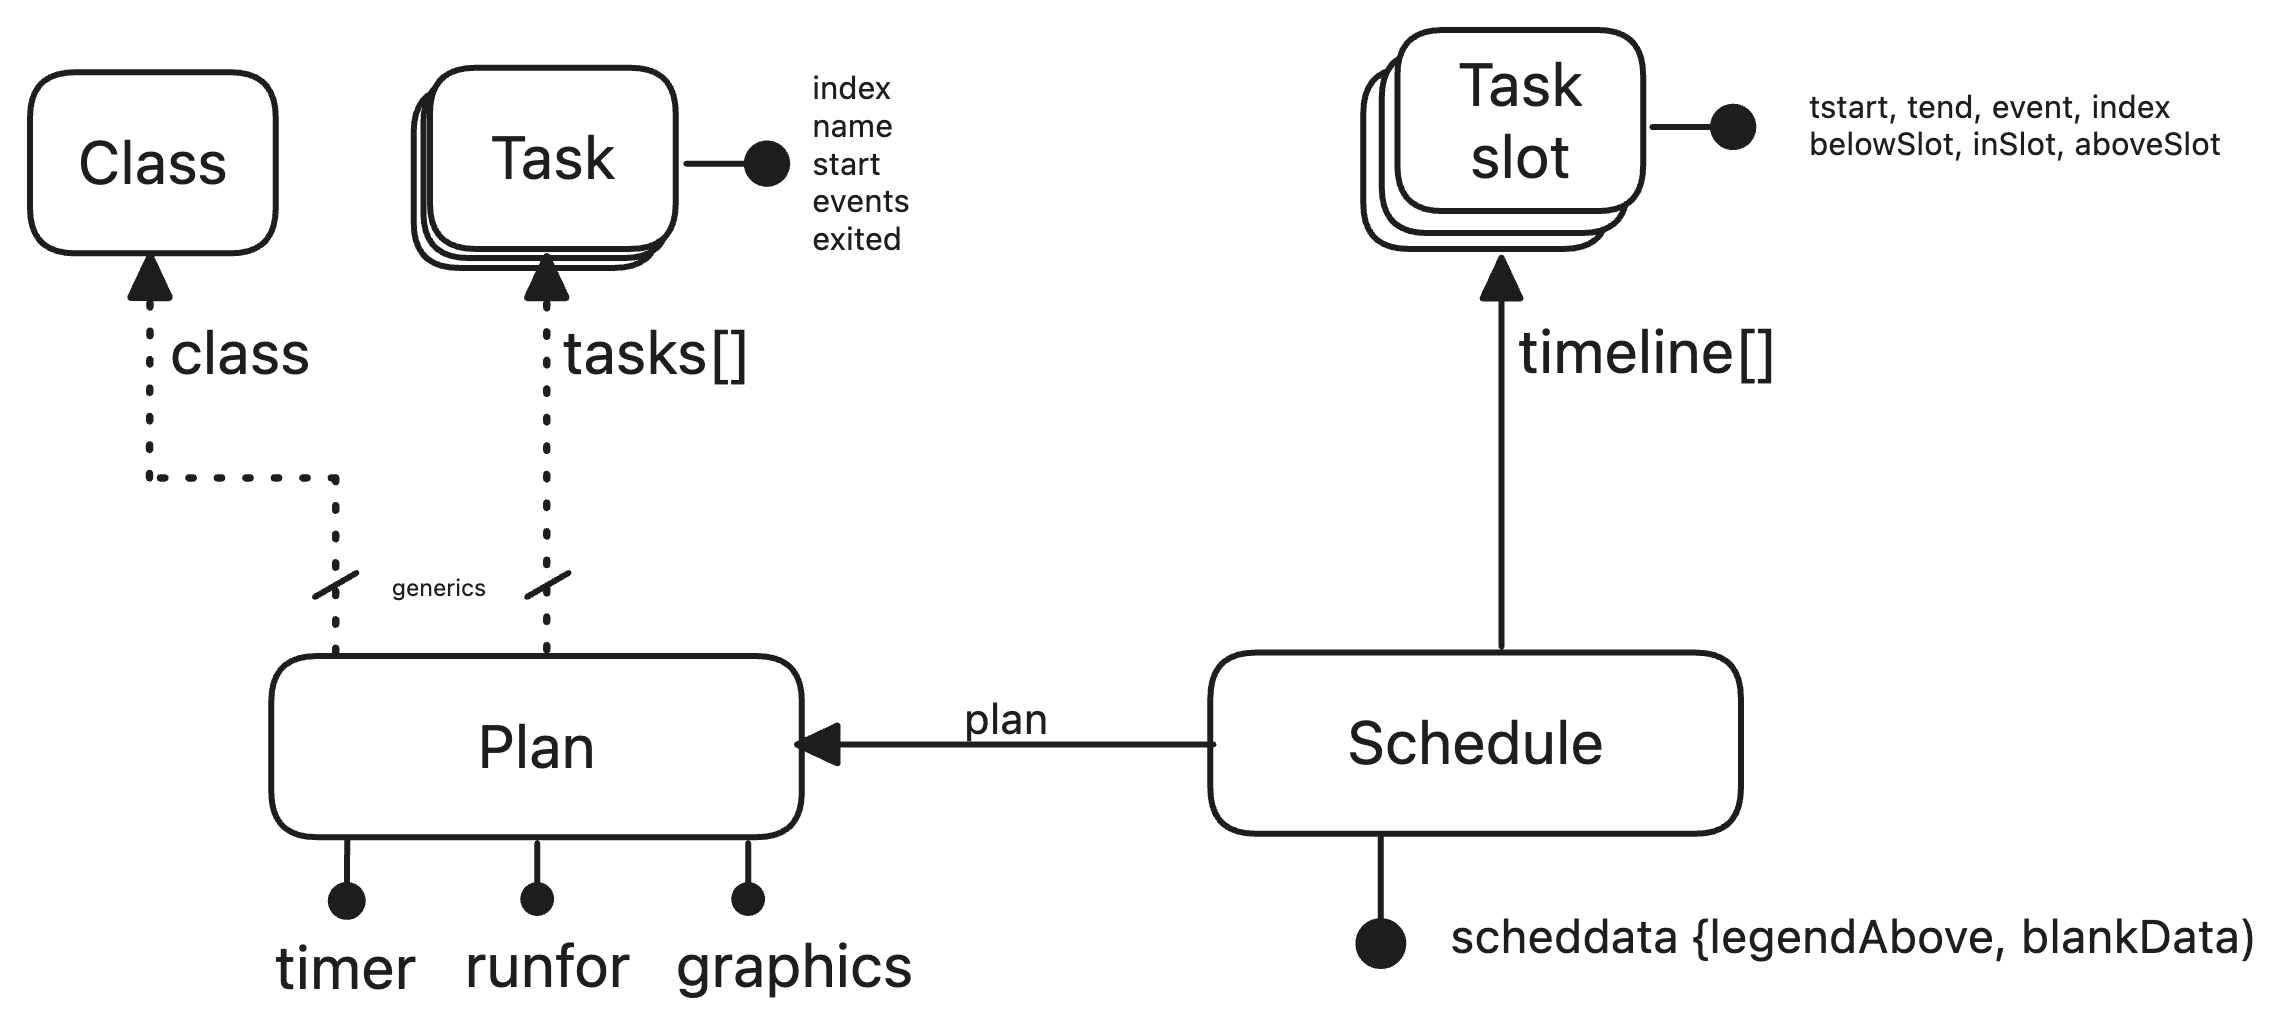 Class
Task
index
name
start
events
exited
Task
slot
tstart, tend, event, index
belowSlot, inSlot, aboveSlot
class
tasks[]
timeline[]
generics
Plan
plan
Schedule
timer
runfor
graphics
scheddata {legendAbove, blankData)